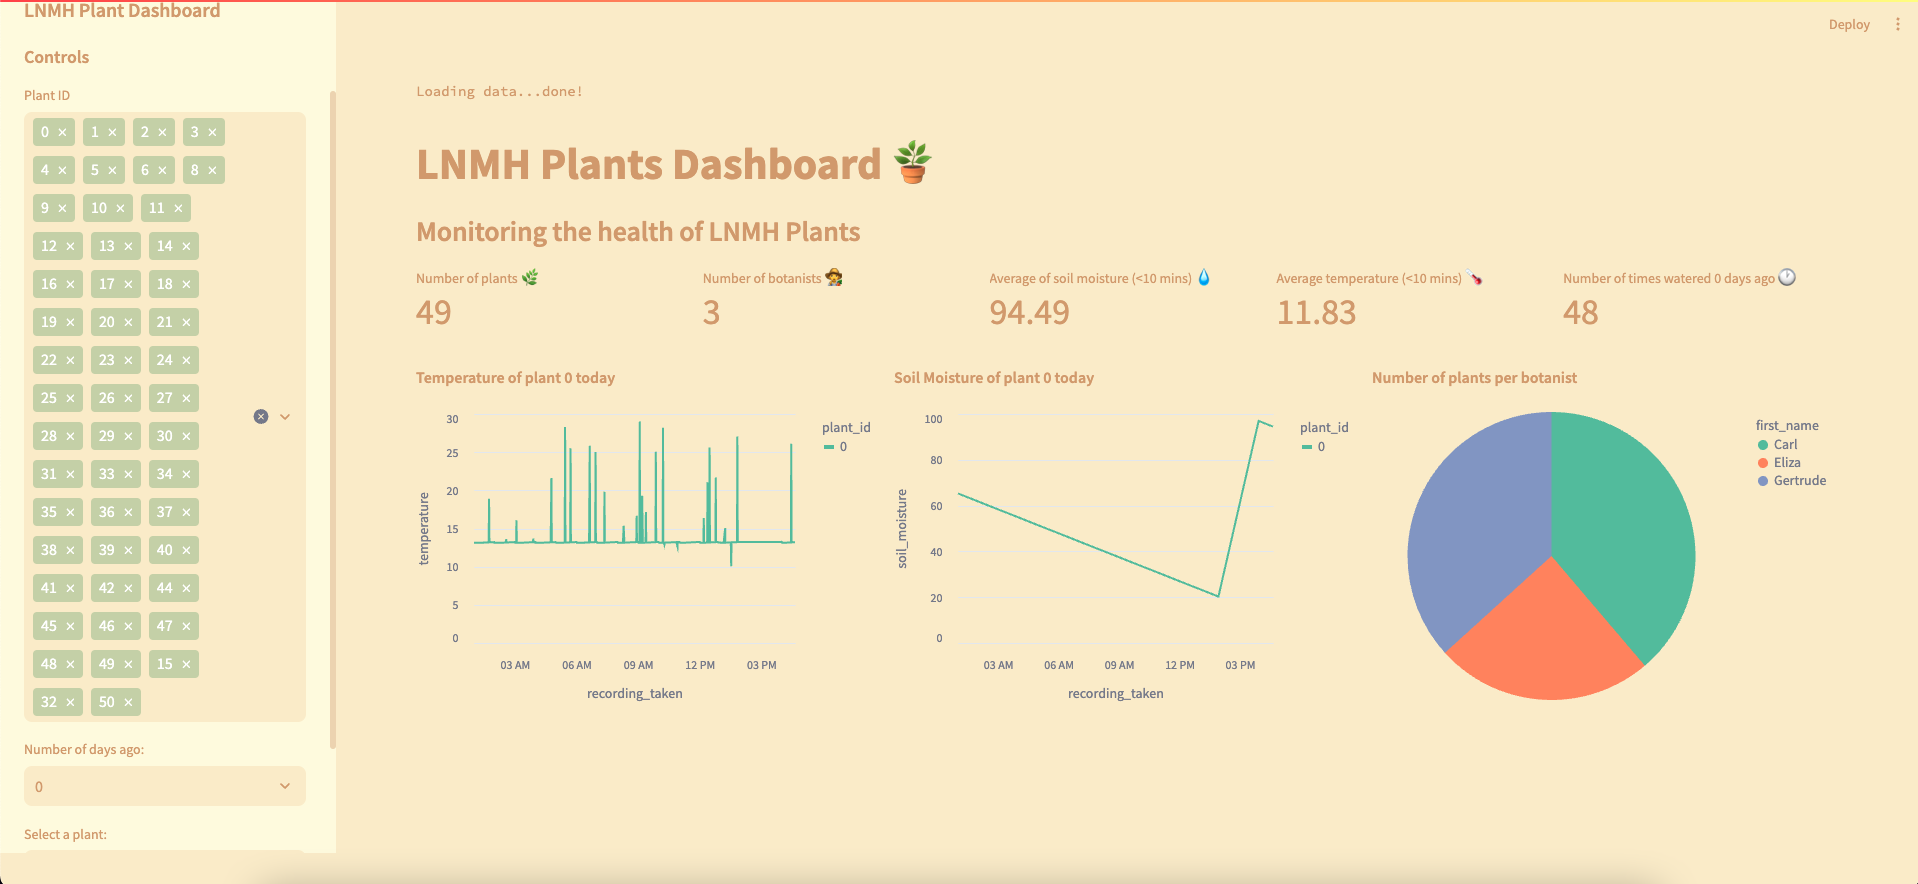 LNMH Plant Dashboard
Controls
Plant ID
0 × 1 × 2 × 3 ×
4 × 5 × 6 × 8 ×
9 × 10 × 11 ×
12 × 13 × 14 ×
16 × 17 × 18 ×
19 × 20 × 21 ×
22 × 23 × 24 ×
25 × 26 × 27 ×
28 × 29 × 30 ×
31 × 33 × 34 ×
35 × 36 × 37 ×
38 × 39 × 40 ×
41 × 42 × 44 ×
45 × 46 × 47 ×
48 × 49 × 15 ×
32 × 50 ×
Number of days ago:
0
Select a plant:
Deploy
Loading data...done!
LNMH Plants Dashboard
Monitoring the health of LNMH Plants
Number of plants
49
Number of botanists
3
Average of soil moisture (<10 mins)
94.49
Average temperature (<10 mins)
11.83
Number of times watered 0 days ago
48
Temperature of plant 0 today
30
25
20
15
10
5
0
temperature
03 AM 06 AM 09 AM 12 PM 03 PM
recording_taken
plant_id
0
Soil Moisture of plant 0 today
100
80
60
40
20
0
soil_moisture
03 AM 06 AM 09 AM 12 PM 03 PM
recording_taken
plant_id
0
Number of plants per botanist
first_name
Carl
Eliza
Gertrude